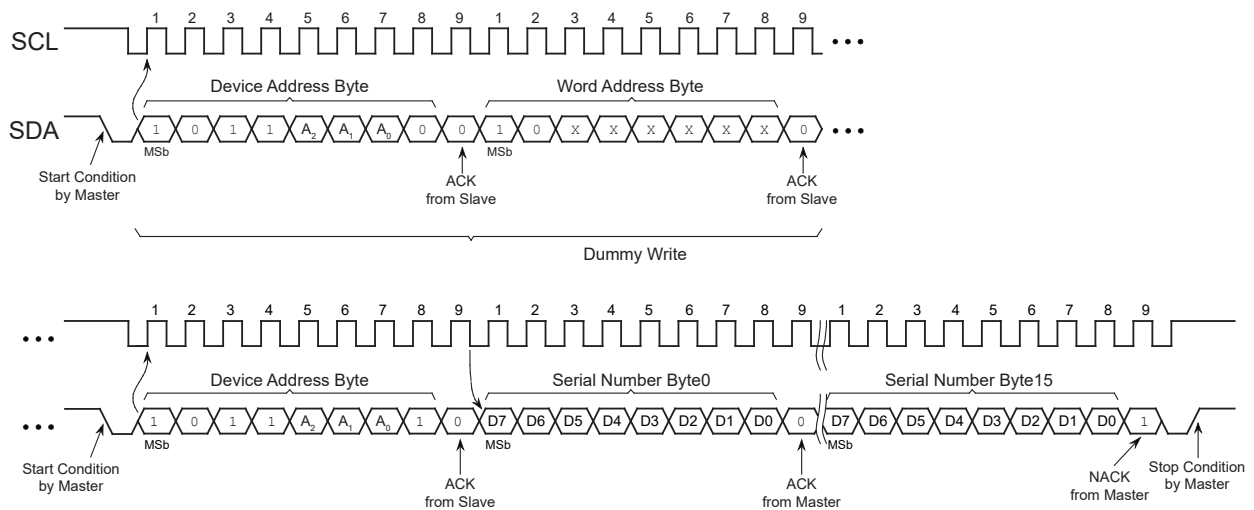 1 2 3 4 5 6 7 8 9 1 2 3 4 5 6 7 8 9
SCL
Device Address Byte Word Address Byte
SDA 1 0 1 1 A2 A1 A0 0 0 1 0 X X X X X X 0
MSb MSb
Start Condition
by Master
ACK
from Slave
ACK
from Slave
Dummy Write
1 2 3 4 5 6 7 8 9 1 2 3 4 5 6 7 8 9 1 2 3 4 5 6 7 8 9
Device Address Byte Serial Number Byte0 Serial Number Byte15
1 0 1 1 A2 A1 A0 1 0 D7 D6 D5 D4 D3 D2 D1 D0 0 D7 D6 D5 D4 D3 D2 D1 D0 1
MSb MSb MSb
Start Condition
by Master
ACK
from Slave
ACK
from Master
NACK
from Master
Stop Condition
by Master